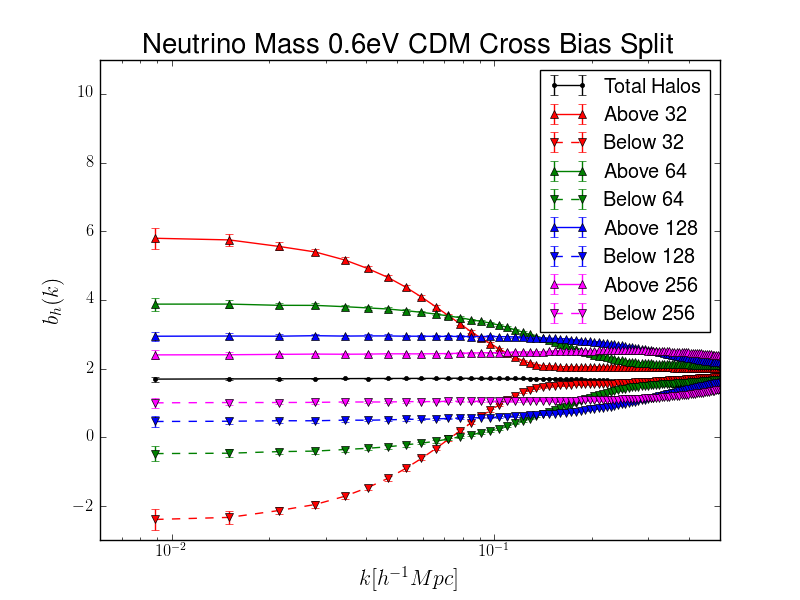 Neutrino Mass 0.6eV CDM Cross Bias Split
Total Halos
Above 32
Below 32
Above 64
Below 64
Above 128
Below 128
Above 256
Below 256
10
8
6
4
2
0
−2
b_h(k)
10^{-2}
10^{-1}
k[h^{-1}Mpc]